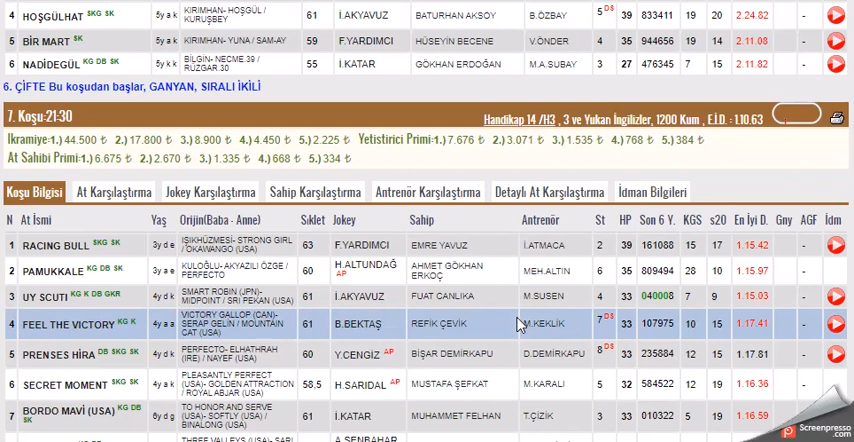 4 HOŞGÜLHAT SKG SK 5y a k KIRIMHAN- HOŞGÜL / KURUŞBEY 61 İ.AKYAVUZ BATURHAN AKSOY B.ÖZBAY 5 DS 39 833411 19 20 2.24.82 -
5 BİR MART SK 5y a k KIRIMHAN- YUNA / SAM-AY 59 F.YARDIMCI HÜSEYİN BECENE V.ÖNDER 4 35 944656 19 14 2.11.08 -
6 NADİDEGÜL KG DB SK 5y k k BİLGİN- NECME.39 / RÜZGAR.30 55 İ.KATAR GÖKHAN ERDOĞAN M.A.SUBAY 3 27 476345 7 15 2.11.82 -
6. ÇİFTE Bu koşudan başlar, GANYAN, SIRALI İKİLİ
7. Koşu:21:30 Handikap 14 /H3 , 3 ve Yukarı İngilizler, 1200 Kum , E.İ.D. : 1.10.63
Ikramiye:1.) 44.500 ₺ 2.) 17.800 ₺ 3.) 8.900 ₺ 4.) 4.450 ₺ 5.) 2.225 ₺ Yetistirici Primi:1.) 7.676 ₺ 2.) 3.071 ₺ 3.) 1.535 ₺ 4.) 768 ₺ 5.) 384 ₺
At Sahibi Primi:1.) 6.675 ₺ 2.) 2.670 ₺ 3.) 1.335 ₺ 4.) 668 ₺ 5.) 334 ₺
Koşu Bilgisi At Karşılaştırma Jokey Karşılaştırma Sahip Karşılaştırma Antrenör Karşılaştırma Detaylı At Karşılaştırma İdman Bilgileri
N At İsmi Yaş Orijin(Baba - Anne) Sıklet Jokey Sahip Antrenör St HP Son 6 Y. KGS s20 En İyi D. Gny AGF İdm
1 RACING BULL SKG SK 3y d e IŞIKHÜZMESİ- STRONG GIRL / OKAWANGO (USA) 63 F.YARDIMCI EMRE YAVUZ İ.ATMACA 2 39 161088 15 17 1.15.42 -
2 PAMUKKALE KG DB SK 3y a e KULOĞLU- AKYAZILI ÖZGE / PERFECTO 60 H.ALTUNDAĞ AP AHMET GÖKHAN ERKOÇ MEH.ALTIN 6 35 809494 28 10 1.15.97 -
3 UY SCUTI KG K DB GKR 4y d k SMART ROBIN (JPN)- MIDPOINT / SRI PEKAN (USA) 61 İ.AKYAVUZ FUAT CANLIKA M.SUSEN 4 33 040008 7 9 1.15.03 -
4 FEEL THE VICTORY KG K 4y a a VICTORY GALLOP (CAN)- SERAP GELIN / MOUNTAIN CAT (USA) 61 B.BEKTAŞ REFİK ÇEVİK M.KEKLİK 7 DS 33 107975 10 15 1.17.41 -
5 PRENSES HİRA DB SKG SK 4y d k PERFECTO- ELHATHRAH (IRE) / NAYEF (USA) 60 Y.CENGİZ AP BİŞAR DEMİRKAPU D.DEMİRKAPU 8 DS 33 235884 12 15 1.17.81 -
6 SECRET MOMENT SKG SK 4y a k PLEASANTLY PERFECT (USA)- GOLDEN ATTRACTION / ROYAL ABJAR (USA) 58,5 H.SARIDAL AP MUSTAFA ŞEFKAT M.KARALI 5 32 584522 12 19 1.16.36 -
7 BORDO MAVİ (USA) KG DB SK 6y d g TO HONOR AND SERVE (USA)- SOFTLY (USA) / BINALONG (USA) 61 İ.KATAR MUHAMMET FELHAN T.ÇİZİK 3 33 010322 5 19 1.16.59 -
THREE VALLEYS (USA)- SARI A.SENBAHAR
Screenpresso.com